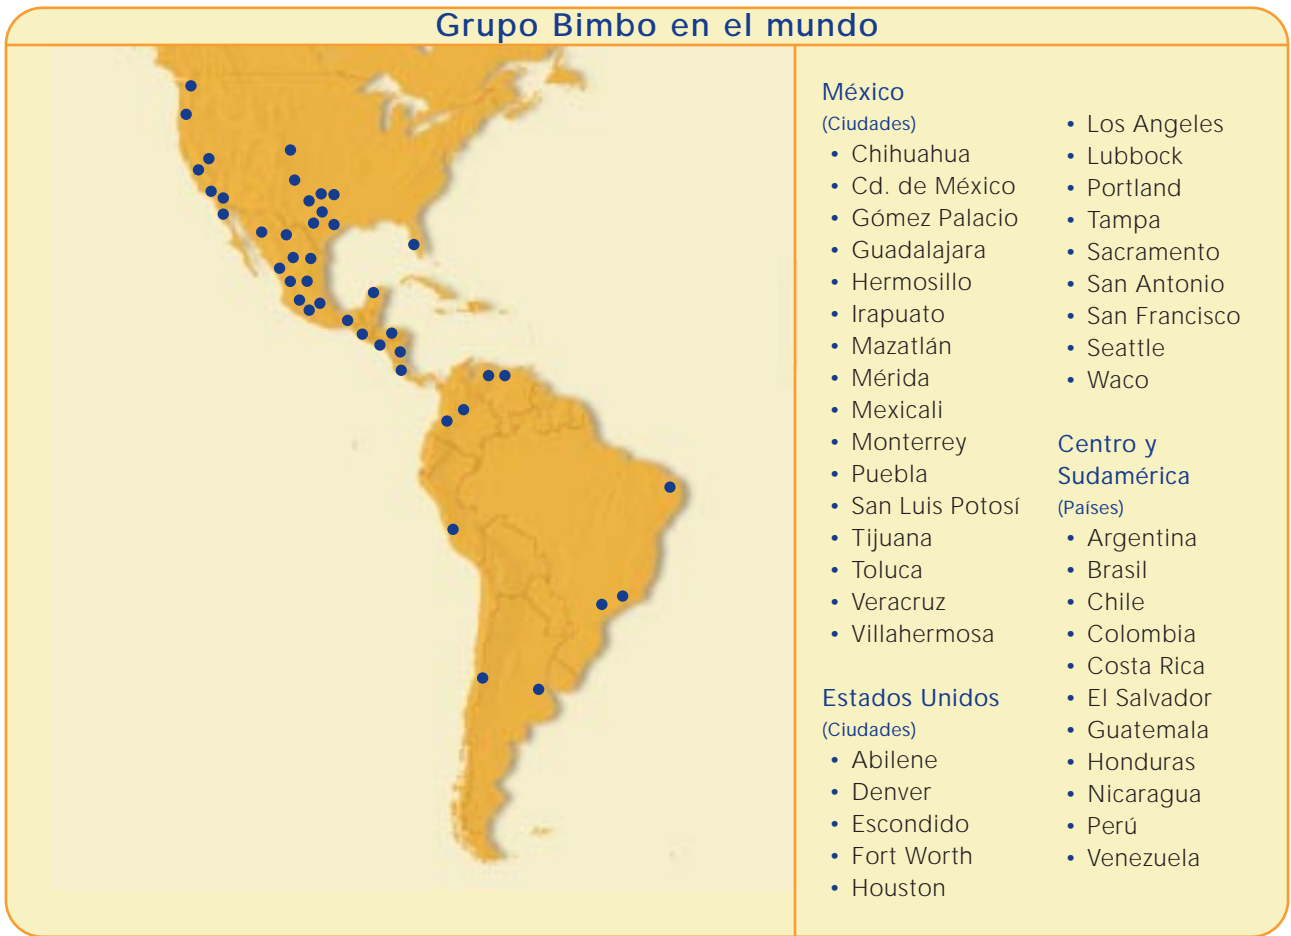 Grupo Bimbo en el mundo
México
(Ciudades)
• Chihuahua
• Cd. de México
• Gómez Palacio
• Guadalajara
• Hermosillo
• Irapuato
• Mazatlán
• Mérida
• Mexicali
• Monterrey
• Puebla
• San Luis Potosí
• Tijuana
• Toluca
• Veracruz
• Villahermosa
Estados Unidos
(Ciudades)
• Abilene
• Denver
• Escondido
• Fort Worth
• Houston
• Los Angeles
• Lubbock
• Portland
• Tampa
• Sacramento
• San Antonio
• San Francisco
• Seattle
• Waco
Centro y
Sudamérica
(Países)
• Argentina
• Brasil
• Chile
• Colombia
• Costa Rica
• El Salvador
• Guatemala
• Honduras
• Nicaragua
• Perú
• Venezuela